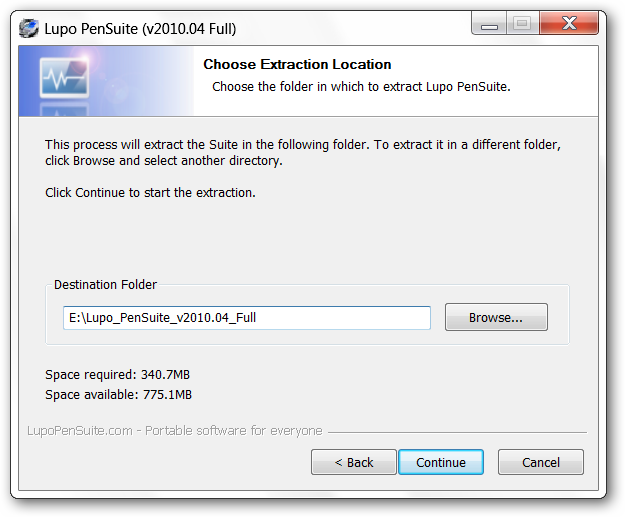 Lupo PenSuite (v2010.04 Full)
Choose Extraction Location
Choose the folder in which to extract Lupo PenSuite.
This process will extract the Suite in the following folder. To extract it in a different folder,
click Browse and select another directory.
Click Continue to start the extraction.
Destination Folder
E:\Lupo_PenSuite_v2010.04_Full
Browse...
Space required: 340.7MB
Space available: 775.1MB
LupoPenSuite.com - Portable software for everyone
< Back
Continue
Cancel